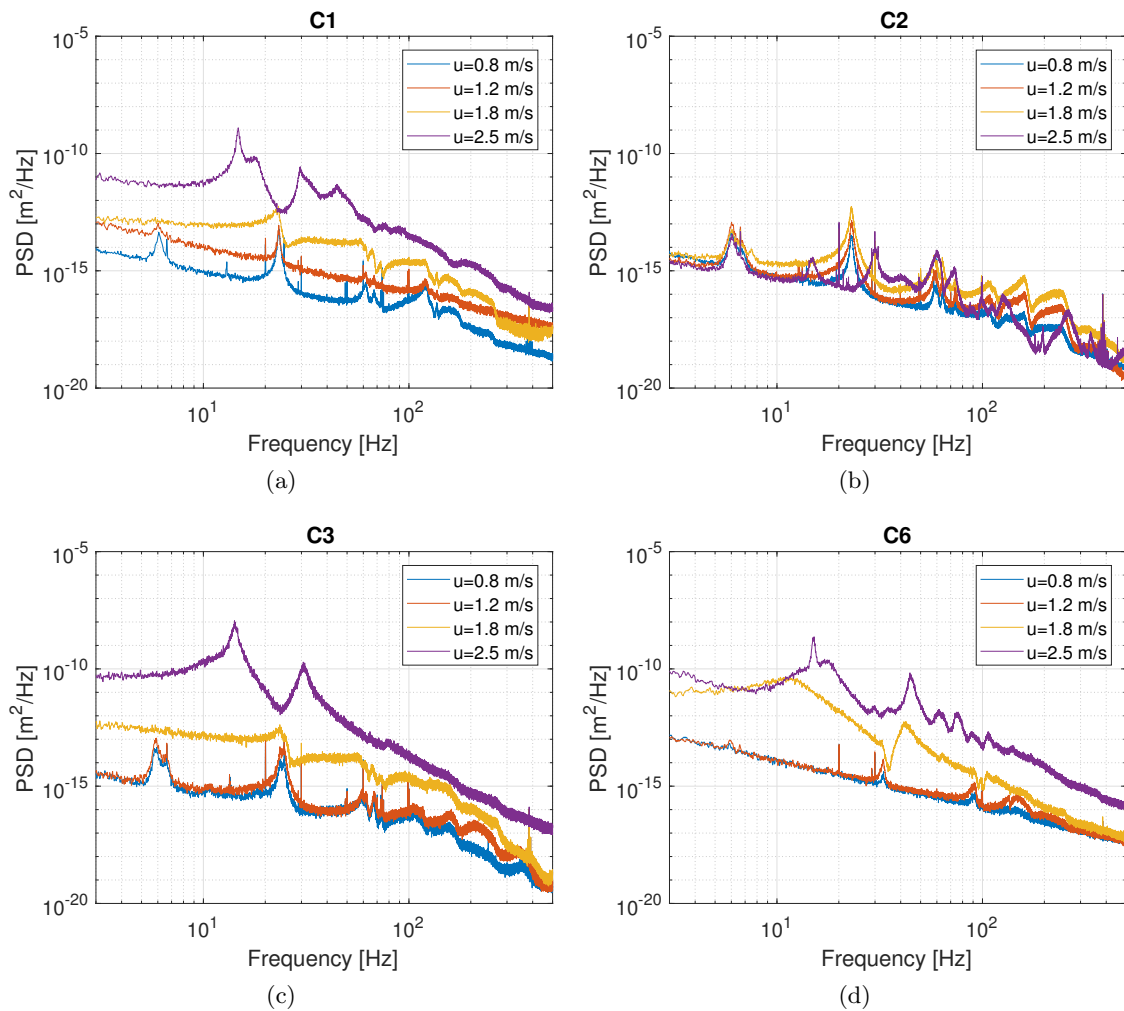 C1
10^-5
10^-10
10^-15
10^-20
PSD [m^2/Hz]
u=0.8 m/s
u=1.2 m/s
u=1.8 m/s
u=2.5 m/s
10^1
10^2
Frequency [Hz]
(a)
C2
10^-5
10^-10
10^-15
10^-20
PSD [m^2/Hz]
u=0.8 m/s
u=1.2 m/s
u=1.8 m/s
u=2.5 m/s
10^1
10^2
Frequency [Hz]
(b)
C3
10^-5
10^-10
10^-15
10^-20
PSD [m^2/Hz]
u=0.8 m/s
u=1.2 m/s
u=1.8 m/s
u=2.5 m/s
10^1
10^2
Frequency [Hz]
(c)
C6
10^-5
10^-10
10^-15
10^-20
PSD [m^2/Hz]
u=0.8 m/s
u=1.2 m/s
u=1.8 m/s
u=2.5 m/s
10^1
10^2
Frequency [Hz]
(d)